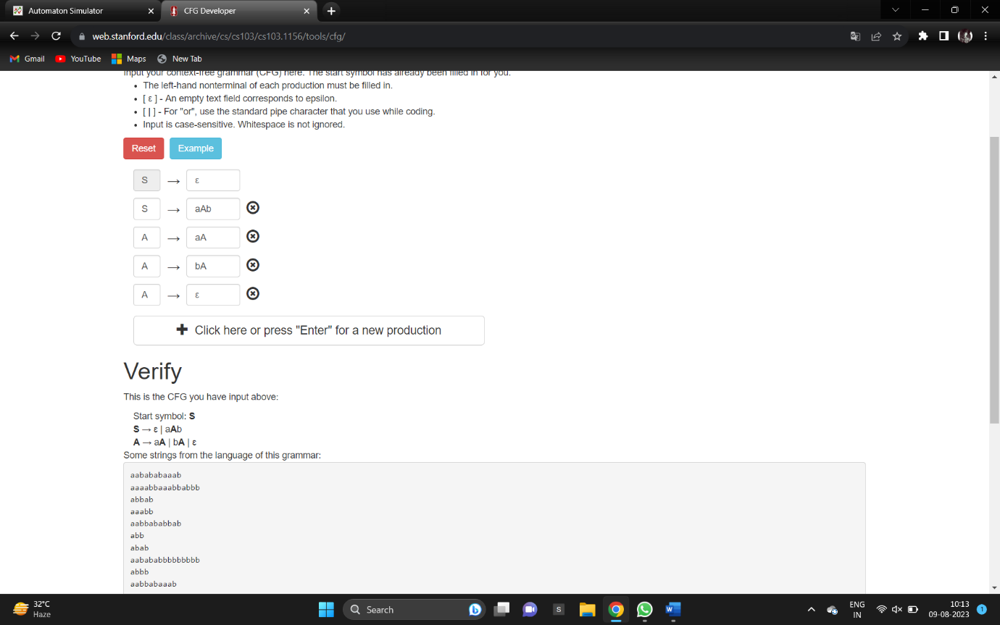 Automaton Simulator
CFG Developer
web.stanford.edu/class/archive/cs/cs103/cs103.1156/tools/cfg/
Gmail YouTube Maps New Tab
Input your context-free grammar (CFG) here. The start symbol has already been filled in for you.
• The left-hand nonterminal of each production must be filled in.
• [ ε ] - An empty text field corresponds to epsilon.
• [ | ] - For "or", use the standard pipe character that you use while coding.
• Input is case-sensitive. Whitespace is not ignored.
Reset Example
S → ε
S → aAb
A → aA
A → bA
A → ε
+ Click here or press "Enter" for a new production
Verify
This is the CFG you have input above:
Start symbol: S
S → ε | aAb
A → aA | bA | ε
Some strings from the language of this grammar:
aabababaaab
aaaabbaaabbabbb
abbab
aaabb
aabbababbab
abb
abab
aabababbbbbbbbb
abbb
aabbabaaab
32°C
Haze
Search
S
W
ENG
IN
10:13
09-08-2023
1